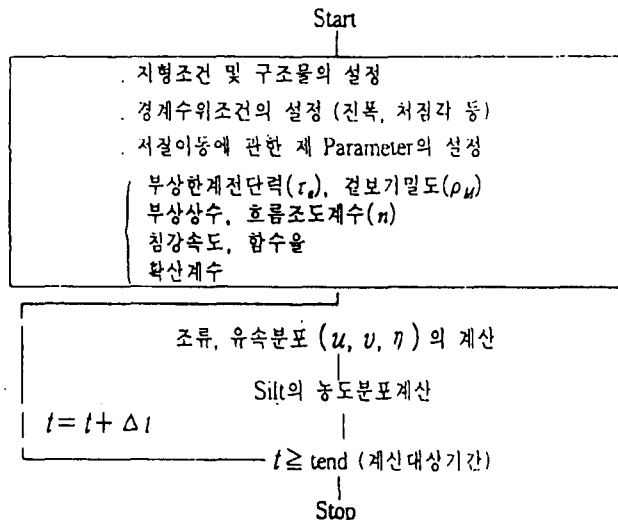 Start
. 지형조건 및 구조물의 설정
. 경계수위조건의 설정 (진폭, 처짐각 등)
. 저질이동에 관한 제 Parameter의 설정
부상한계전단력(τₑ), 겉보기밀도(ρ_M)
부상상수, 흐름조도계수(n)
침강속도, 함수율
확산계수
조류, 유속분포 (u, v, η) 의 계산
Silt의 농도분포계산
t = t + Δt
t ≧ tend (계신대상기간)
Stop